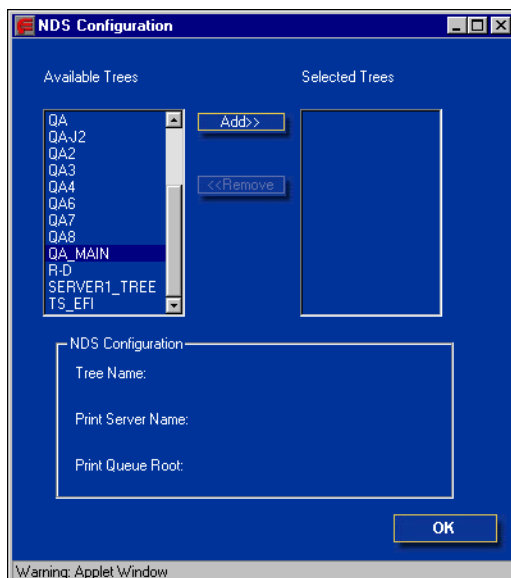 NDS Configuration
Available Trees
Selected Trees
QA
QA-J2
QA2
QA3
QA4
QA6
QA7
QA8
QA_MAIN
R-D
SERVER1_TREE
TS_EFI
Add>>
<<Remove
NDS Configuration
Tree Name:
Print Server Name:
Print Queue Root:
OK
Warning: Applet Window